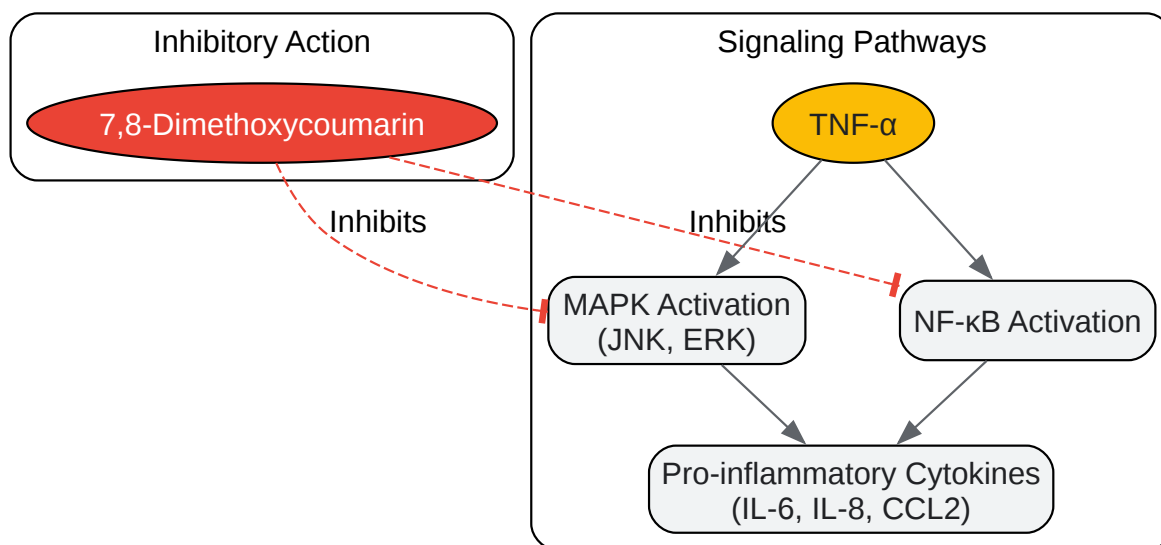 Inhibitory Action
7,8-Dimethoxycoumarin
Signaling Pathways
TNF-α
Inhibits
Inhibits
MAPK Activation
(JNK, ERK)
NF-κB Activation
Pro-inflammatory Cytokines
(IL-6, IL-8, CCL2)